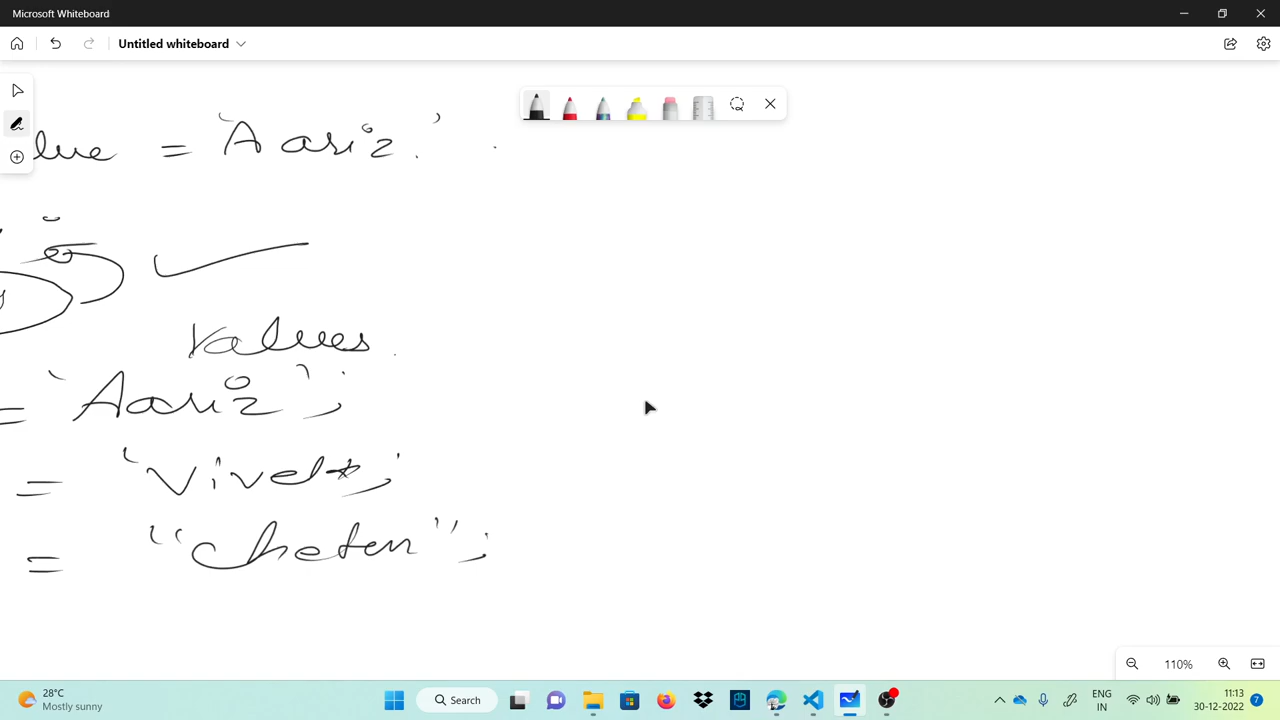 Microsoft Whiteboard
Untitled whiteboard
lue = 'Aariz.'
values.
= 'Aariz';
= 'Vivek';
= "Chetan";
110%
28°C
Mostly sunny
Search
ENG
IN
11:13
30-12-2022
7